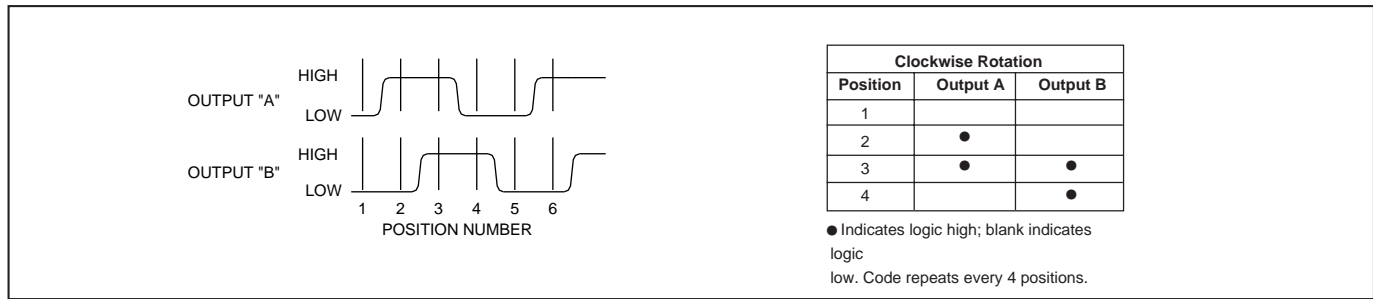 HIGH
OUTPUT "A"
LOW
HIGH
OUTPUT "B"
LOW
1 2 3 4 5 6
POSITION NUMBER
Clockwise Rotation
Position Output A Output B
1
2 ●
3 ● ●
4 ●
● Indicates logic high; blank indicates
logic
low. Code repeats every 4 positions.